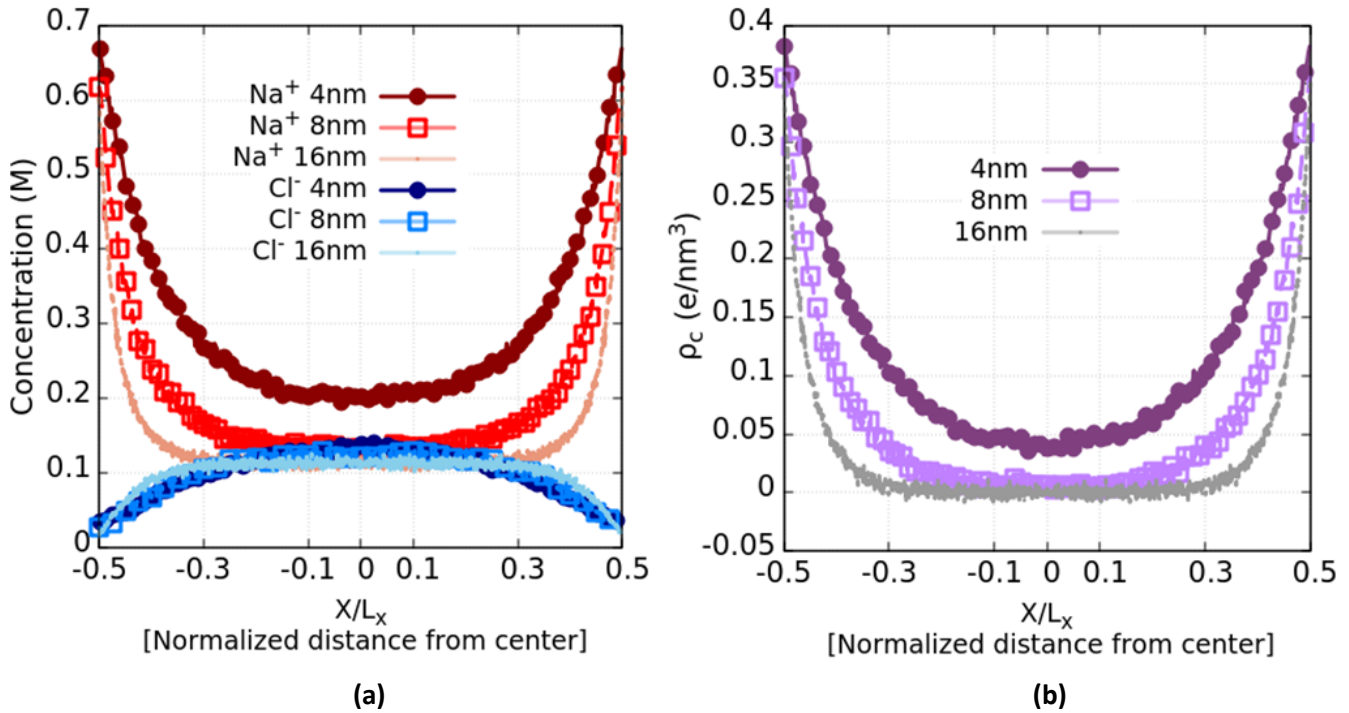 0.7
0.6
0.5
0.4
0.3
0.2
0.1
0
Concentration (M)
Na⁺ 4nm
Na⁺ 8nm
Na⁺ 16nm
Cl⁻ 4nm
Cl⁻ 8nm
Cl⁻ 16nm
-0.5 -0.3 -0.1 0 0.1 0.3 0.5
X/Lₓ
[Normalized distance from center]
(a)
0.4
0.35
0.3
0.25
0.2
0.15
0.1
0.05
0
-0.05
ρ_c (e/nm³)
4nm
8nm
16nm
-0.5 -0.3 -0.1 0 0.1 0.3 0.5
X/Lₓ
[Normalized distance from center]
(b)